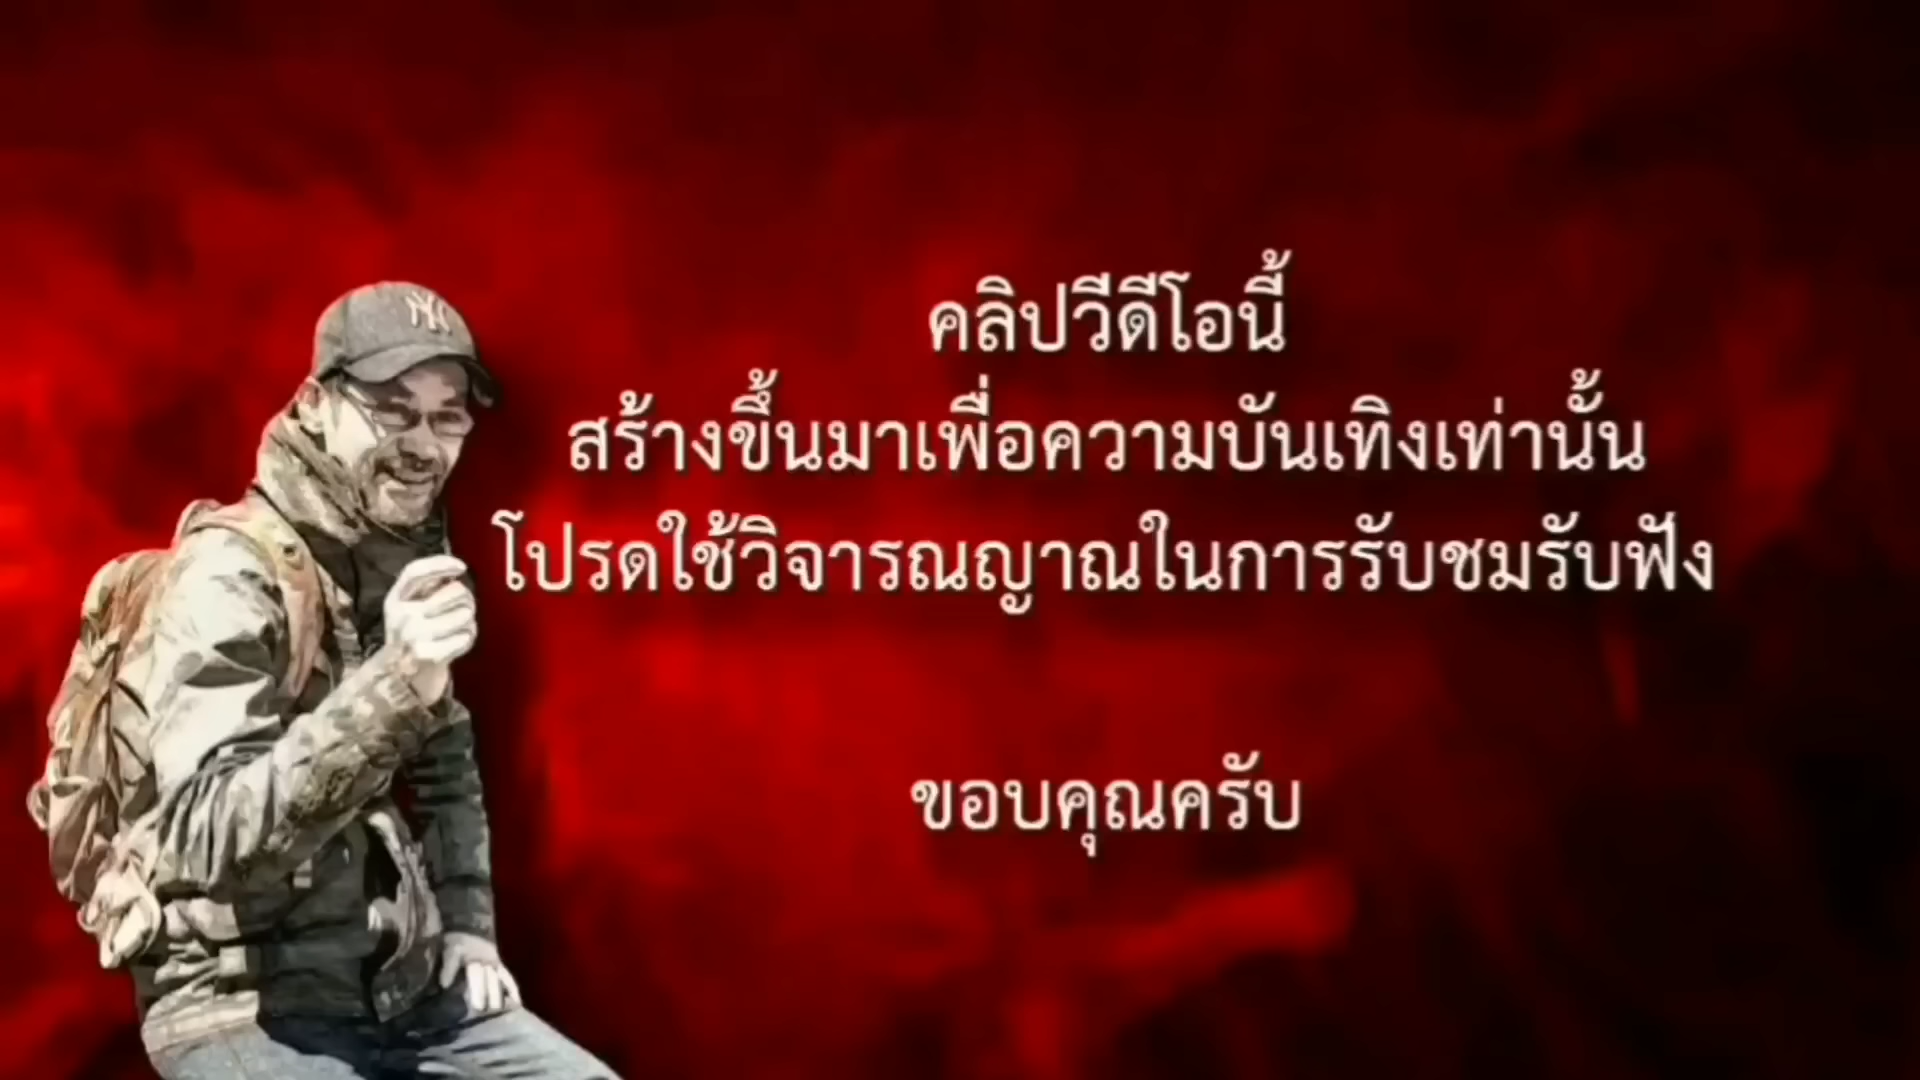 NY
คลิปวีดีโอนี้
สร้างขึ้นมาเพื่อความบันเทิงเท่านั้น
โปรดใช้วิจารณญาณในการรับชมรับฟัง
ขอบคุณครับ